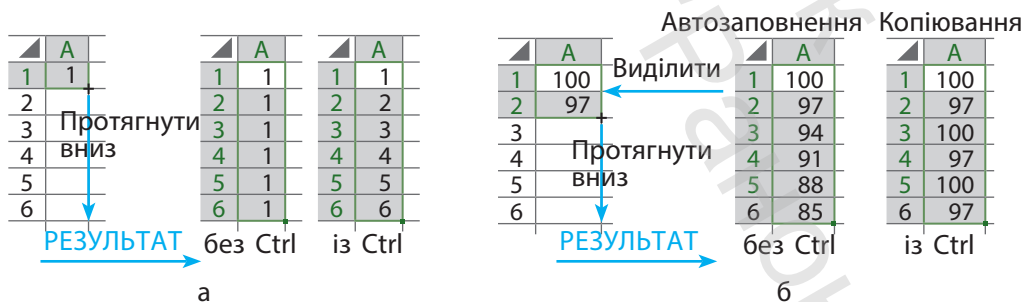 Автозаповнення Копіювання
A A A A A A
1 1 1 1 1 1 1 100 1 100 1 100
Виділити
2 2 1 2 2 2 97 2 97 2 97
3 3 1 3 3 3 3 94 3 100
Протягнути
вниз
4 4 1 4 4 4 4 91 4 97
Протягнути
вниз
5 5 1 5 5 5 5 88 5 100
6 6 1 6 6 6 6 85 6 97
РЕЗУЛЬТАТ без Ctrl із Ctrl РЕЗУЛЬТАТ без Ctrl із Ctrl
а б